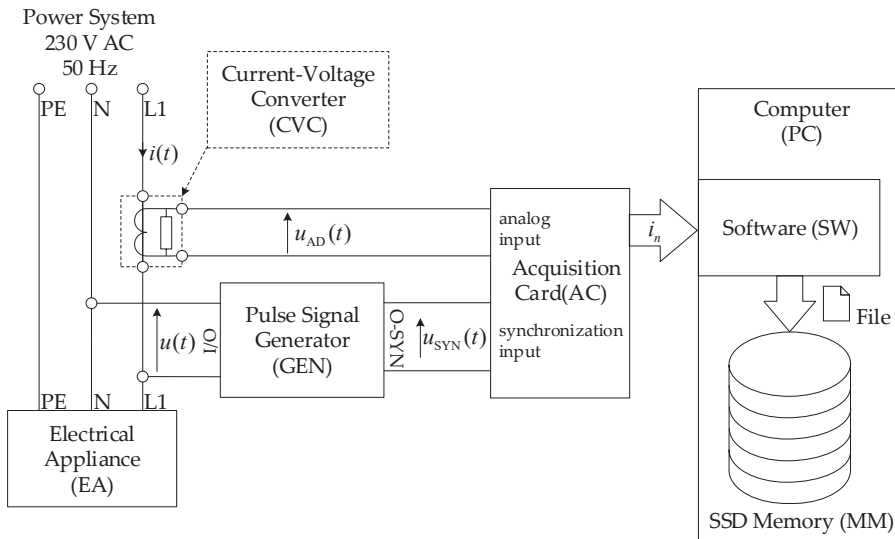 Power System
230 V AC
50 Hz
PE
N
L1
i(t)
Current-Voltage
Converter
(CVC)
u_AD(t)
analog
input
Acquisition
Card(AC)
synchronization
input
i_n
Computer
(PC)
Software (SW)
File
SSD Memory (MM)
u(t)
O/I
Pulse Signal
Generator
(GEN)
O-SYN
u_SYN(t)
PE
N
L1
Electrical
Appliance
(EA)